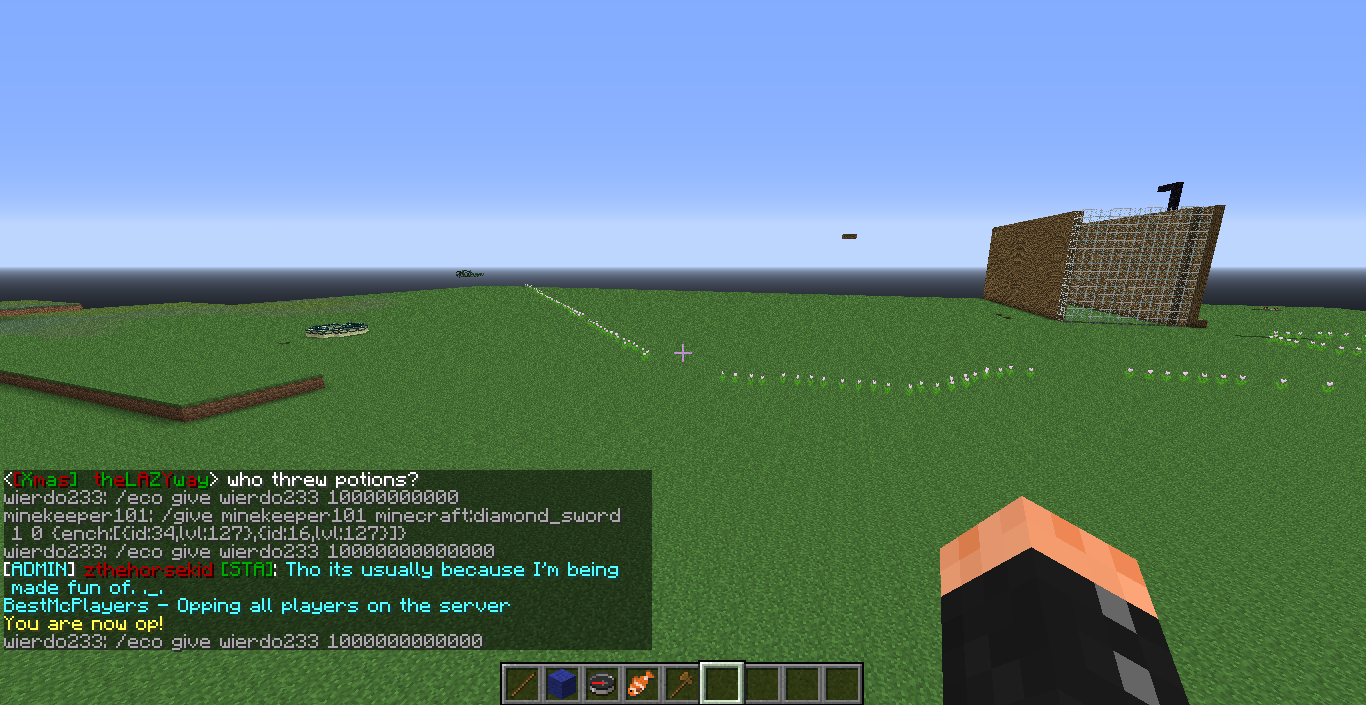 <[Xmas] theLAZYway> who threw potions?
wierdo233: /eco give wierdo233 10000000000
minekeeper101: /give minekeeper101 minecraft:diamond_sword
1 0 {ench:[{id:34,lvl:127},{id:16,lvl:127}]}
wierdo233: /eco give wierdo233 1000000000000
[ADMIN] zthehorsekid [STA]: Tho its usually because I'm being
made fun of. ._.
BestMcPlayers - Opping all players on the server
You are now op!
wierdo233: /eco give wierdo233 1000000000000
1